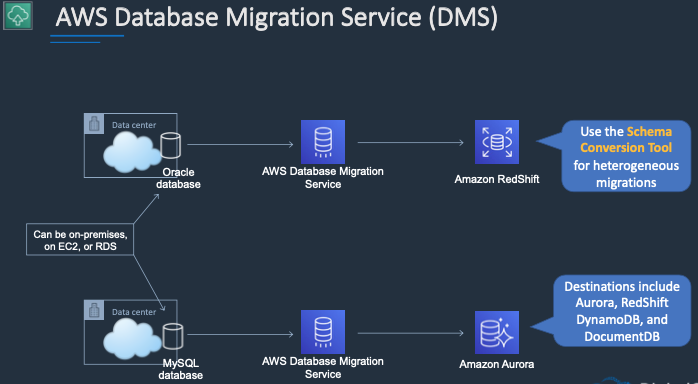 AWS Database Migration Service (DMS)
Data center
Oracle
database
AWS Database Migration
Service
Amazon RedShift
Use the Schema
Conversion Tool
for heterogeneous
migrations
Can be on-premises,
on EC2, or RDS
Data center
MySQL
database
AWS Database Migration
Service
Amazon Aurora
Destinations include
Aurora, RedShift
DynamoDB, and
DocumentDB